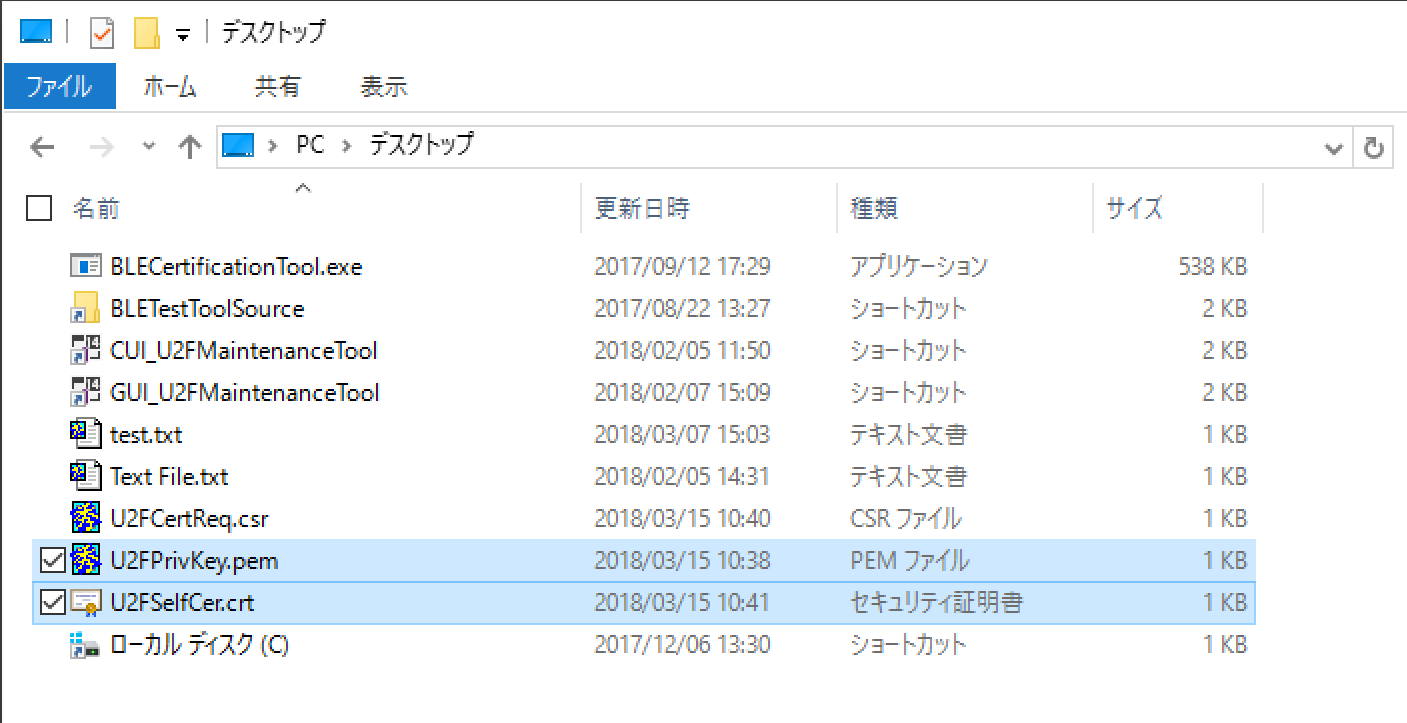 デスクトップ
ファイル ホーム 共有 表示
PC デスクトップ
名前 更新日時 種類 サイズ
BLECertificationTool.exe 2017/09/12 17:29 アプリケーション 538 KB
BLETestToolSource 2017/08/22 13:27 ショートカット 2 KB
CUI_U2FMaintenanceTool 2018/02/05 11:50 ショートカット 2 KB
GUI_U2FMaintenanceTool 2018/02/07 15:09 ショートカット 2 KB
test.txt 2018/03/07 15:03 テキスト文書 1 KB
Text File.txt 2018/02/05 14:31 テキスト文書 1 KB
U2FCertReq.csr 2018/03/15 10:40 CSR ファイル 1 KB
U2FPrivKey.pem 2018/03/15 10:38 PEM ファイル 1 KB
U2FSelfCer.crt 2018/03/15 10:41 セキュリティ証明書 1 KB
ローカル ディスク (C) 2017/12/06 13:30 ショートカット 1 KB